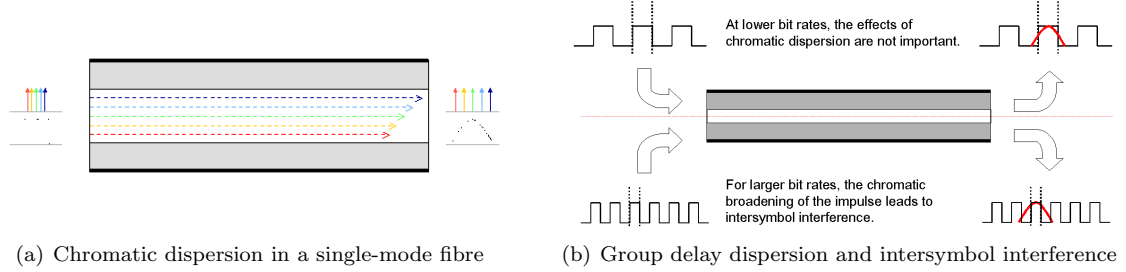 At lower bit rates, the effects of
chromatic dispersion are not important.
For larger bit rates, the chromatic
broadening of the impulse leads to
intersymbol interference.
(a) Chromatic dispersion in a single-mode fibre
(b) Group delay dispersion and intersymbol interference